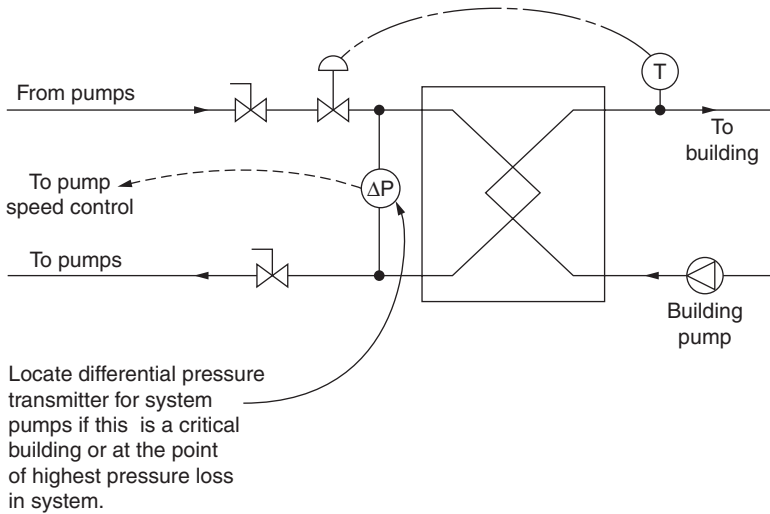 T
From pumps
To
building
To pump
speed control
ΔP
To pumps
Building
pump
Locate differential pressure
transmitter for system
pumps if this is a critical
building or at the point
of highest pressure loss
in system.